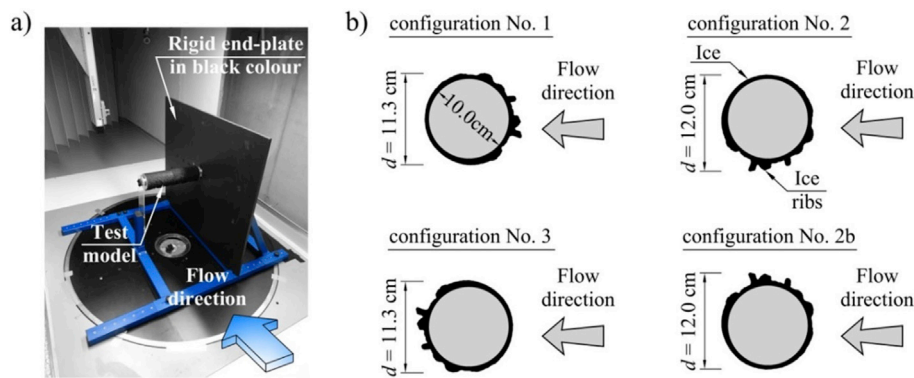 a)
Rigid end-plate
in black colour
Test
model
Flow
direction
b)
configuration No. 1
d = 11.3 cm
10.0cm
Flow
direction
configuration No. 2
Ice
d = 12.0 cm
Flow
direction
Ice
ribs
configuration No. 3
d = 11.3 cm
Flow
direction
configuration No. 2b
d = 12.0 cm
Flow
direction